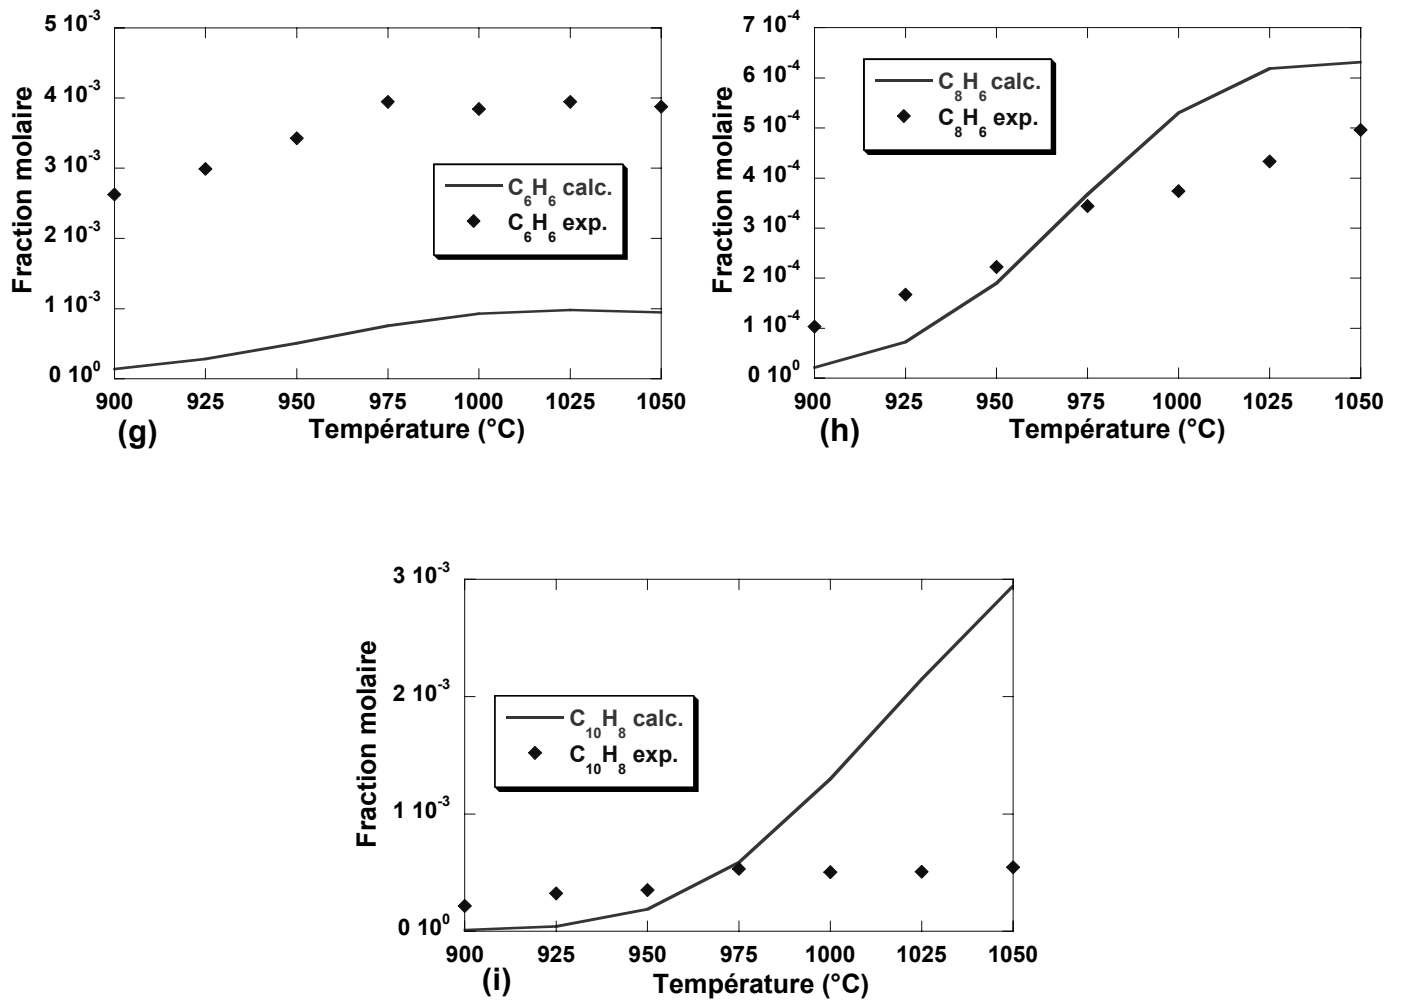 5 10⁻³
4 10⁻³
3 10⁻³
2 10⁻³
1 10⁻³
0 10⁰
Fraction molaire
C₆H₆ calc.
C₆H₆ exp.
900 925 950 975 1000 1025 1050
(g) Température (°C)
7 10⁻⁴
6 10⁻⁴
5 10⁻⁴
4 10⁻⁴
3 10⁻⁴
2 10⁻⁴
1 10⁻⁴
0 10⁰
Fraction molaire
C₈H₆ calc.
C₈H₆ exp.
900 925 950 975 1000 1025 1050
(h) Température (°C)
3 10⁻³
2 10⁻³
1 10⁻³
0 10⁰
Fraction molaire
C₁₀H₈ calc.
C₁₀H₈ exp.
900 925 950 975 1000 1025 1050
(i) Température (°C)